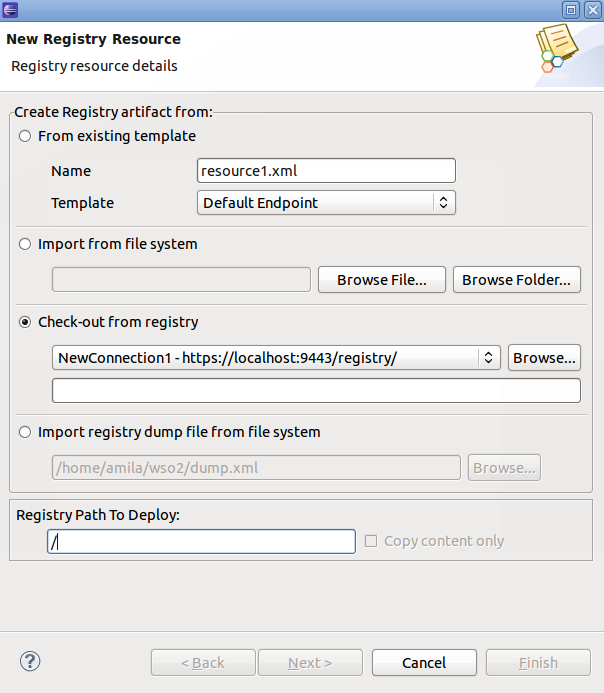 New Registry Resource
Registry resource details
Create Registry artifact from:
From existing template
Name resource1.xml
Template Default Endpoint
Import from file system
Browse File... Browse Folder...
Check-out from registry
NewConnection1 - https://localhost:9443/registry/ Browse...
Import registry dump file from file system
/home/amila/wso2/dump.xml Browse...
Registry Path To Deploy:
/ Copy content only
? < Back Next > Cancel Finish